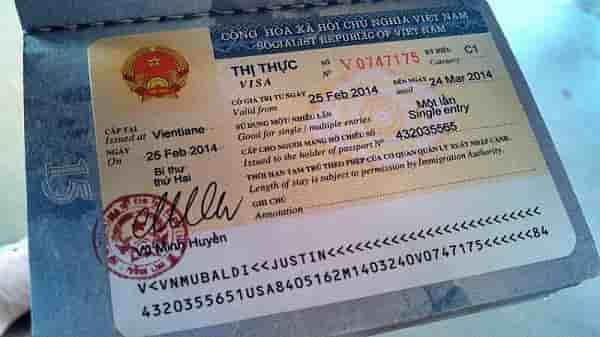 CỘNG HÒA XÃ HỘI CHỦ NGHĨA VIỆT NAM
SOCIALIST REPUBLIC OF VIET NAM
THỊ THỰC SỐ V0747175 KÝ HIỆU C1
VISA Nº Category
CÓ GIÁ TRỊ TỪ NGÀY 25 Feb 2014 ĐẾN NGÀY 24 Mar 2014
Valid from until
SỬ DỤNG MỘT/NHIỀU LẦN Một lần
Good for single / multiple entries Single entry
CẤP TẠI
Issued at Vientiane
CẤP CHO NGƯỜI MANG HỘ CHIẾU SỐ 432035565
Issued to the holder of passport Nº
NGÀY
On 25 Feb 2014
THỜI HẠN TẠM TRÚ THEO PHÉP CỦA CƠ QUAN QUẢN LÝ XUẤT NHẬP CẢNH.
Length of stay is subject to permission by Immigration Authority.
Bí thư
thứ Hai
GHI CHÚ
Annotation
Vũ Minh Huyền
15
V<VNMUBALDI<<JUSTIN<<<<<<<<<<<<<<<<<<<<<<<<<
4320355651USA8405162M1403240V0747175<<<<<<84